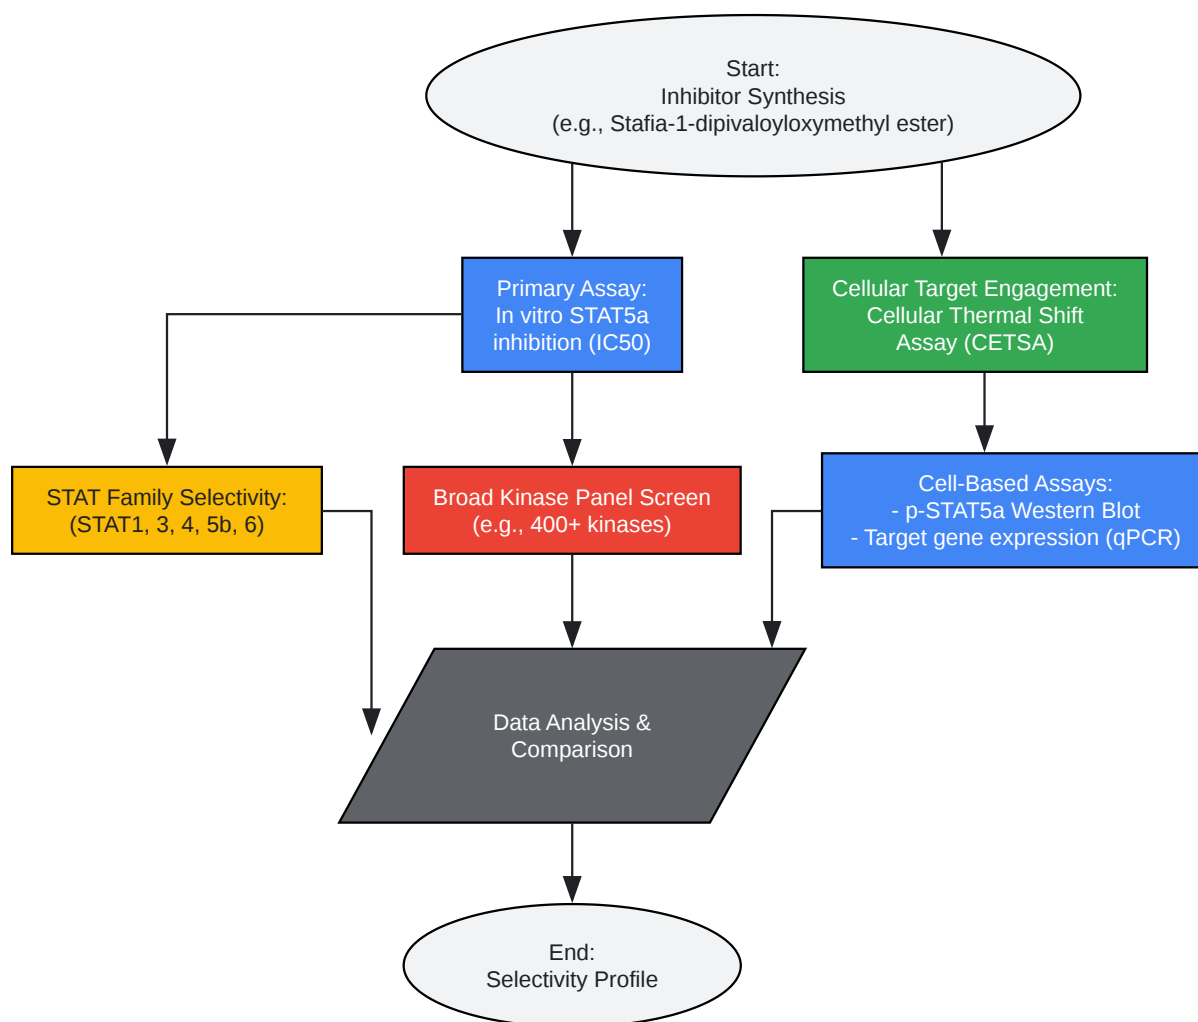 Start:
Inhibitor Synthesis
(e.g., Stafia-1-dipivaloyloxymethyl ester)
Primary Assay:
In vitro STAT5a
inhibition (IC50)
Cellular Target Engagement:
Cellular Thermal Shift
Assay (CETSA)
STAT Family Selectivity:
(STAT1, 3, 4, 5b, 6)
Broad Kinase Panel Screen
(e.g., 400+ kinases)
Cell-Based Assays:
- p-STAT5a Western Blot
- Target gene expression (qPCR)
Data Analysis &
Comparison
End:
Selectivity Profile